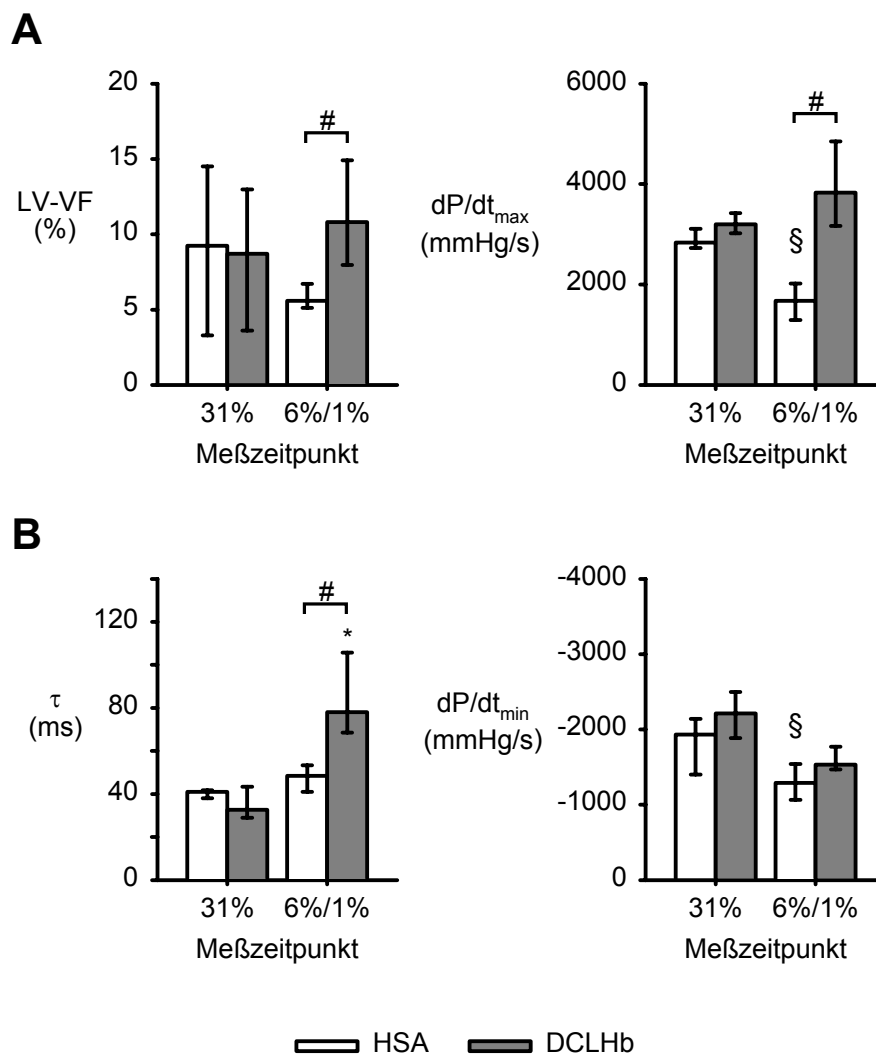 A
LV-VF
(%)
20
15
10
5
0
#
31%
6%/1%
Meßzeitpunkt
dP/dtmax
(mmHg/s)
6000
4000
2000
0
#
§
31%
6%/1%
Meßzeitpunkt
B
τ
(ms)
120
80
40
0
#
*
31%
6%/1%
Meßzeitpunkt
dP/dtmin
(mmHg/s)
-4000
-3000
-2000
-1000
0
§
31%
6%/1%
Meßzeitpunkt
HSA
DCLHb